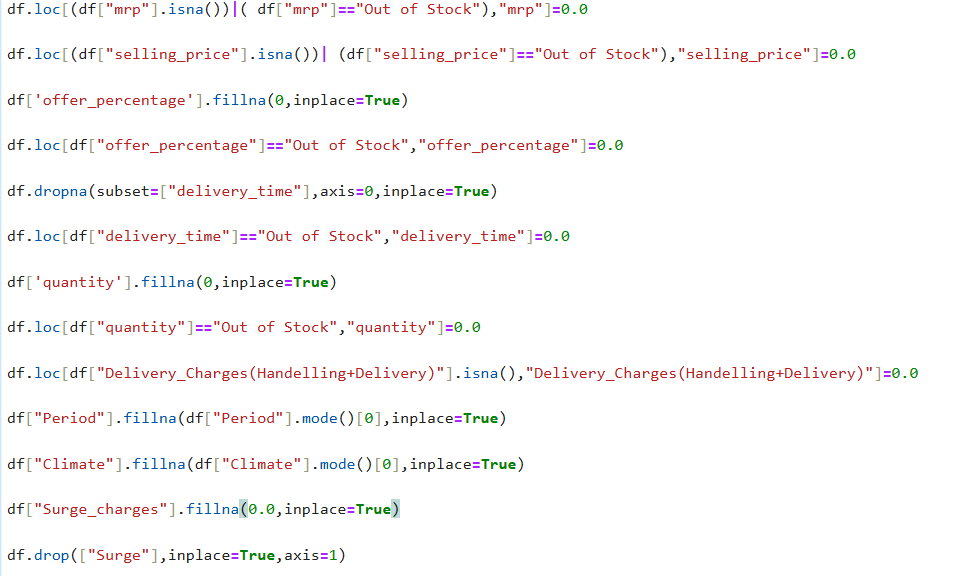 df.loc[(df["mrp"].isna())|( df["mrp"]=="Out of Stock"),"mrp"]=0.0
df.loc[(df["selling_price"].isna())| (df["selling_price"]=="Out of Stock"),"selling_price"]=0.0
df['offer_percentage'].fillna(0,inplace=True)
df.loc[df["offer_percentage"]=="Out of Stock","offer_percentage"]=0.0
df.dropna(subset=["delivery_time"],axis=0,inplace=True)
df.loc[df["delivery_time"]=="Out of Stock","delivery_time"]=0.0
df['quantity'].fillna(0,inplace=True)
df.loc[df["quantity"]=="Out of Stock","quantity"]=0.0
df.loc[df["Delivery_Charges(Handelling+Delivery)"].isna(),"Delivery_Charges(Handelling+Delivery)"]=0.0
df["Period"].fillna(df["Period"].mode()[0],inplace=True)
df["Climate"].fillna(df["Climate"].mode()[0],inplace=True)
df["Surge_charges"].fillna(0.0,inplace=True)
df.drop(["Surge"],inplace=True,axis=1)